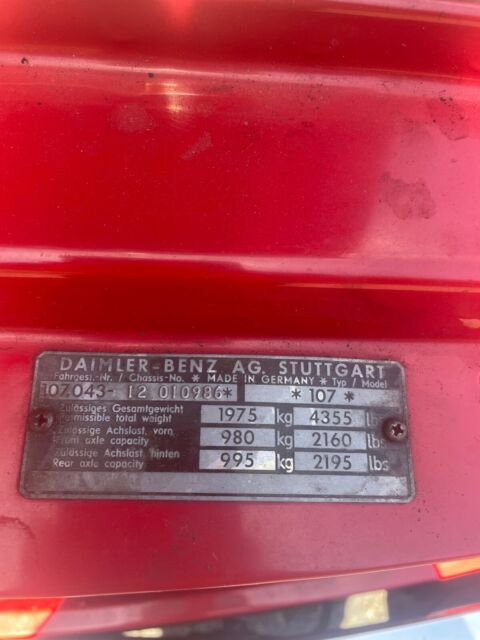 DAIMLER-BENZ AG. STUTTGART
Fahrgest.-Nr. / Chassis-No. * MADE IN GERMANY * Typ / Model
107.043- 12 010986* * 107 *
Zulässiges Gesamtgewicht
Permissible total weight 1975 kg 4355 lbs
Zulässige Achslast. vorn
Front axle capacity 980 kg 2160 lbs
Zulässige Achslast hinten
Rear axle capacity 995 kg 2195 lbs